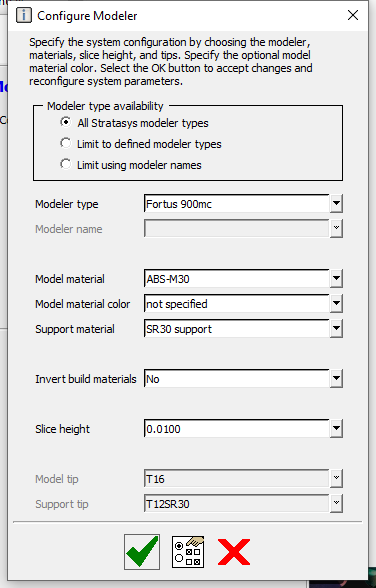 Configure Modeler
Specify the system configuration by choosing the modeler,
materials, slice height, and tips. Specify the optional model
material color. Select the OK button to accept changes and
reconfigure system parameters.
Modeler type availability
All Stratasys modeler types
Limit to defined modeler types
Limit using modeler names
Modeler type Fortus 900mc
Modeler name
Model material ABS-M30
Model material color not specified
Support material SR30 support
Invert build materials No
Slice height 0.0100
Model tip T16
Support tip T12SR30